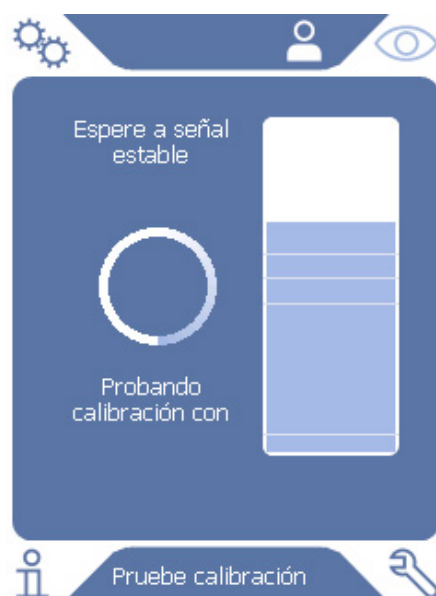 Espere a señal
estable
Probando
calibración con
Pruebe calibración